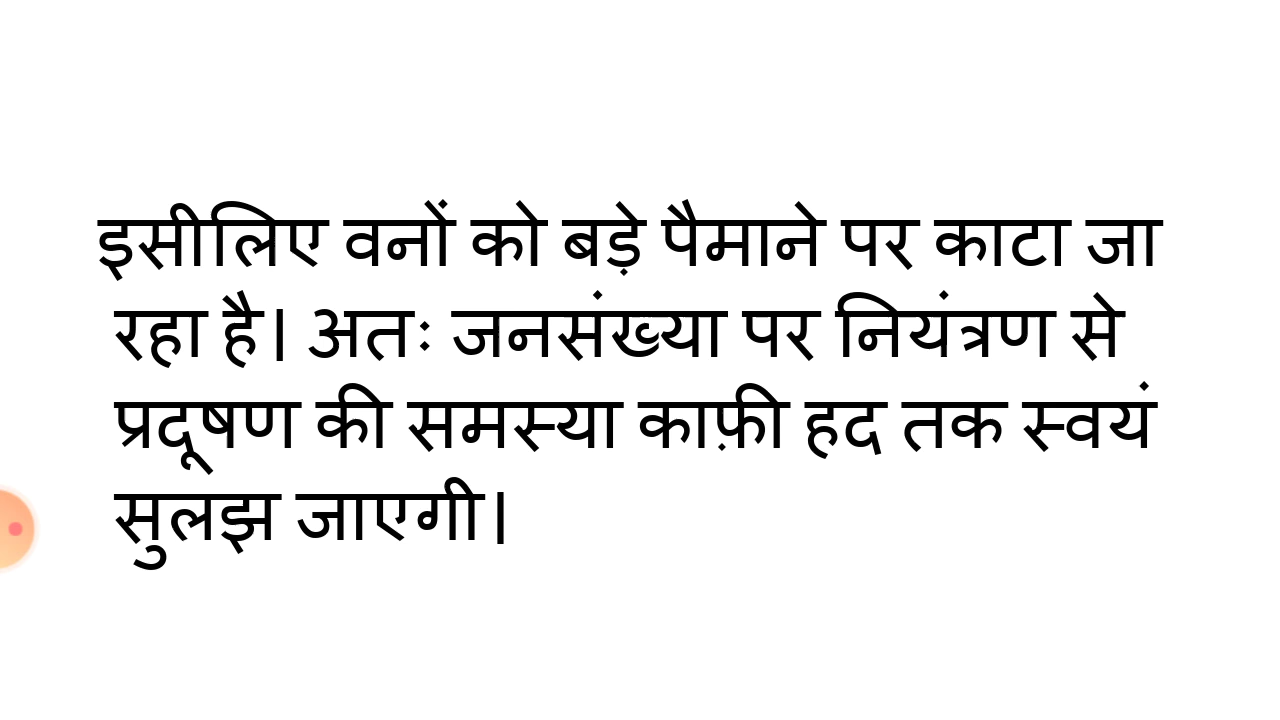 इसीलिए वनों को बड़े पैमाने पर काटा जा
रहा है। अतः जनसंख्या पर नियंत्रण से
प्रदूषण की समस्या काफ़ी हद तक स्वयं
सुलझ जाएगी।